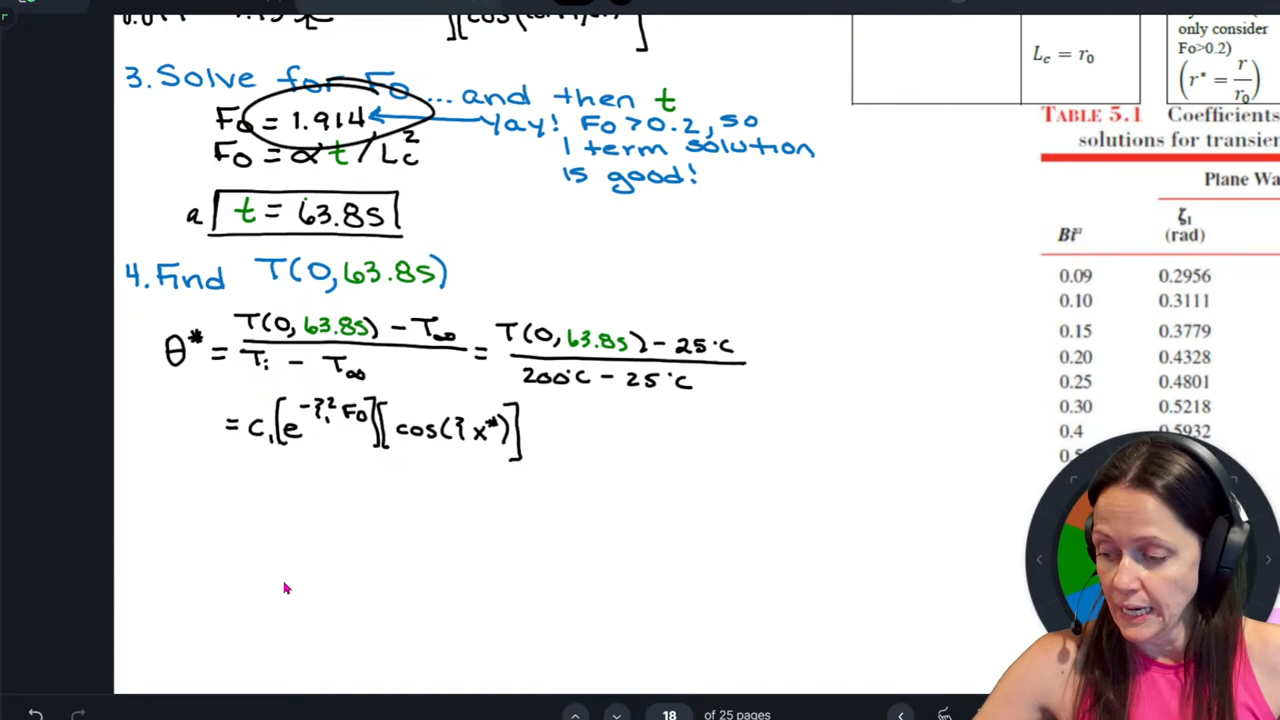 3. Solve for Fo ... and then t
Fo = 1.914
Yay! Fo > 0.2, so
1 term solution
is good!
Fo = α t / Lc²
a t = 63.8s
4. Find T(0, 63.8s)
θ* = T(0, 63.8s) - T∞ / Ti - T∞ = T(0, 63.8s) - 25°C / 200°C - 25°C
= C₁[e^-ζ₁² Fo][cos(ζ x*)]
only consider
Fo>0.2)
(r* = r/r₀)
Lc = r₀
TABLE 5.1 Coefficients
solutions for transien
Plane Wa
ζ₁
Bi (rad)
0.09 0.2956
0.10 0.3111
0.15 0.3779
0.20 0.4328
0.25 0.4801
0.30 0.5218
0.4 0.5932
18 of 25 pages